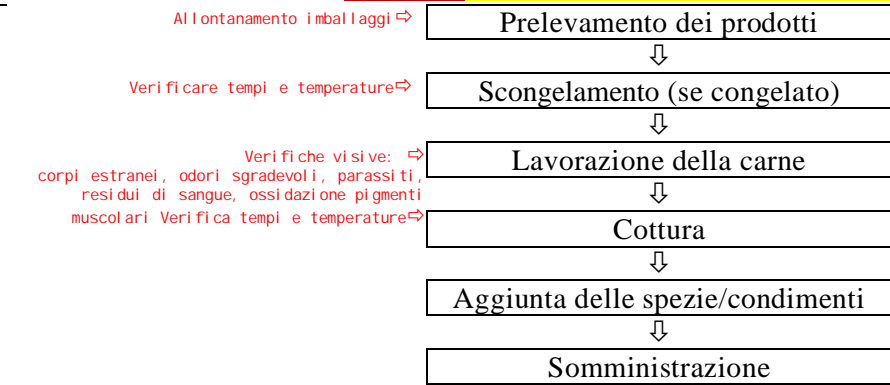 Allontanamento imballaggi⇨
Prelevamento dei prodotti
⇩
Verificare tempi e temperature⇨
Scongelamento (se congelato)
⇩
Verifiche visive: ⇨
Lavorazione della carne
corpi estranei, odori sgradevoli, parassiti,
residui di sangue, ossidazione pigmenti
⇩
muscolari Verifica tempi e temperature⇨
Cottura
⇩
Aggiunta delle spezie/condimenti
⇩
Somministrazione